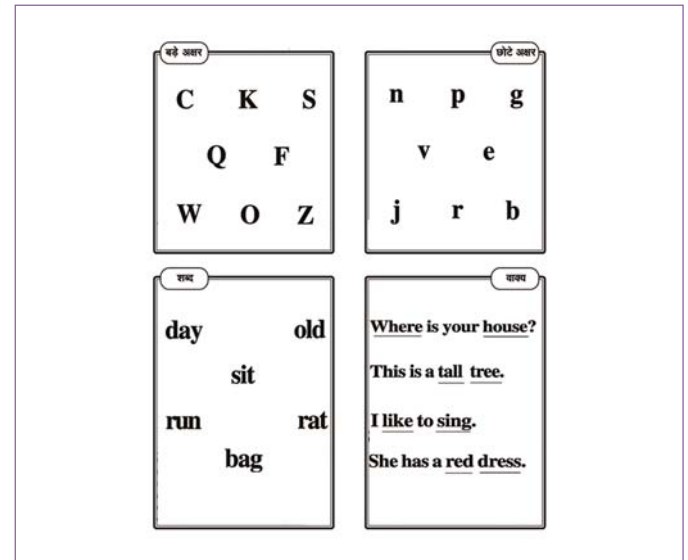 बड़े अक्षर
C K S
Q F
W O Z
छोटे अक्षर
n p g
v e
j r b
शब्द
day old
sit
run rat
bag
वाक्य
Where is your house?
This is a tall tree.
I like to sing.
She has a red dress.